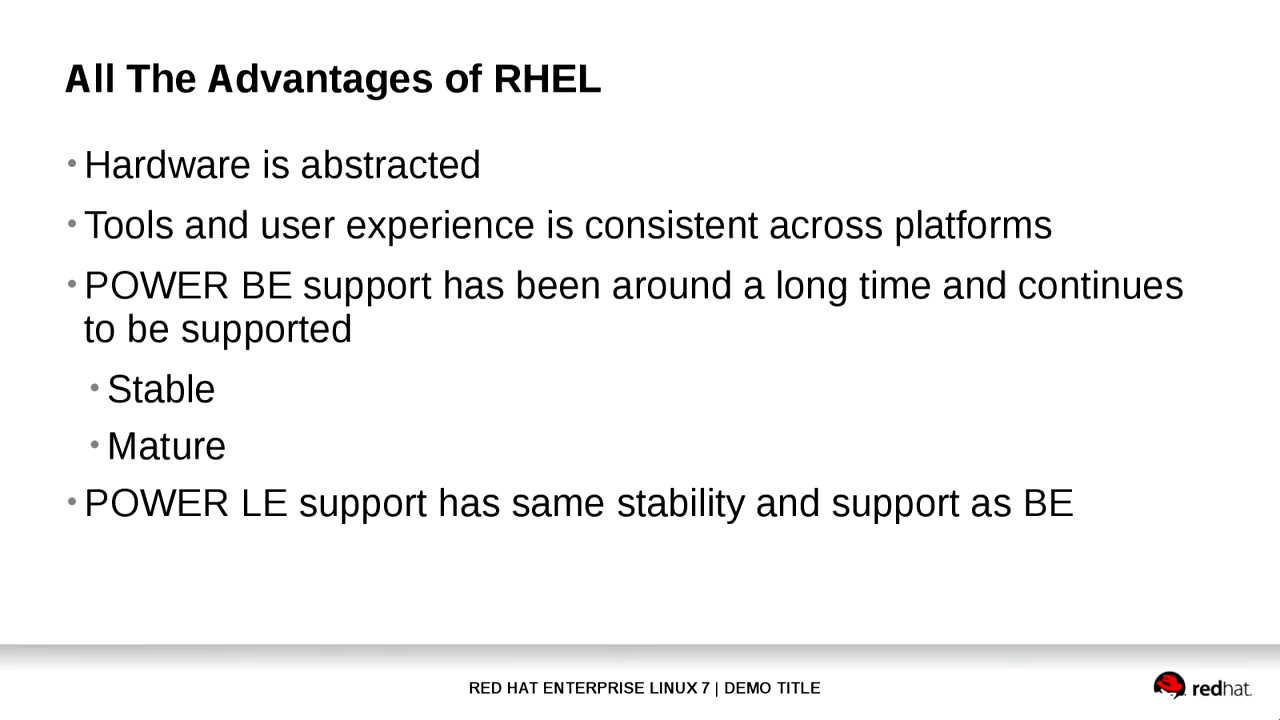 All The Advantages of RHEL
• Hardware is abstracted
• Tools and user experience is consistent across platforms
• POWER BE support has been around a long time and continues
to be supported
• Stable
• Mature
• POWER LE support has same stability and support as BE
RED HAT ENTERPRISE LINUX 7 | DEMO TITLE
redhat.